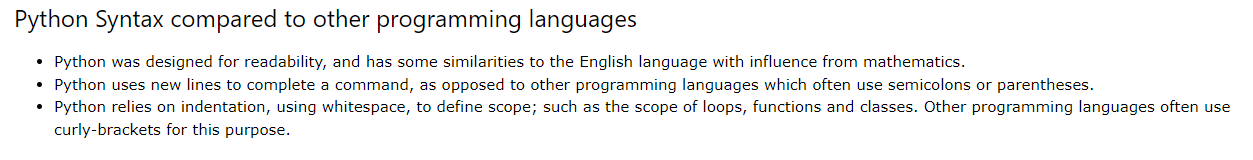 Python Syntax compared to other programming languages
• Python was designed for readability, and has some similarities to the English language with influence from mathematics.
• Python uses new lines to complete a command, as opposed to other programming languages which often use semicolons or parentheses.
• Python relies on indentation, using whitespace, to define scope; such as the scope of loops, functions and classes. Other programming languages often use
curly-brackets for this purpose.